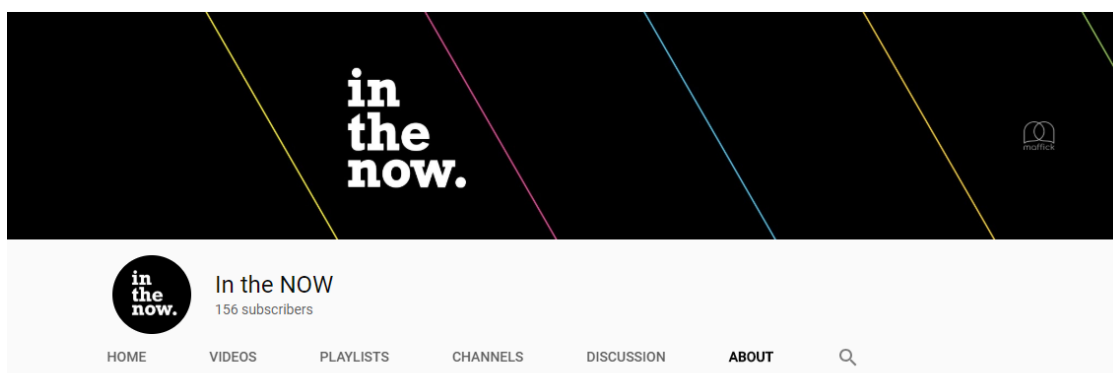 in
the
now.
maffick
in
the
now.
In the NOW
156 subscribers
HOME VIDEOS PLAYLISTS CHANNELS DISCUSSION ABOUT